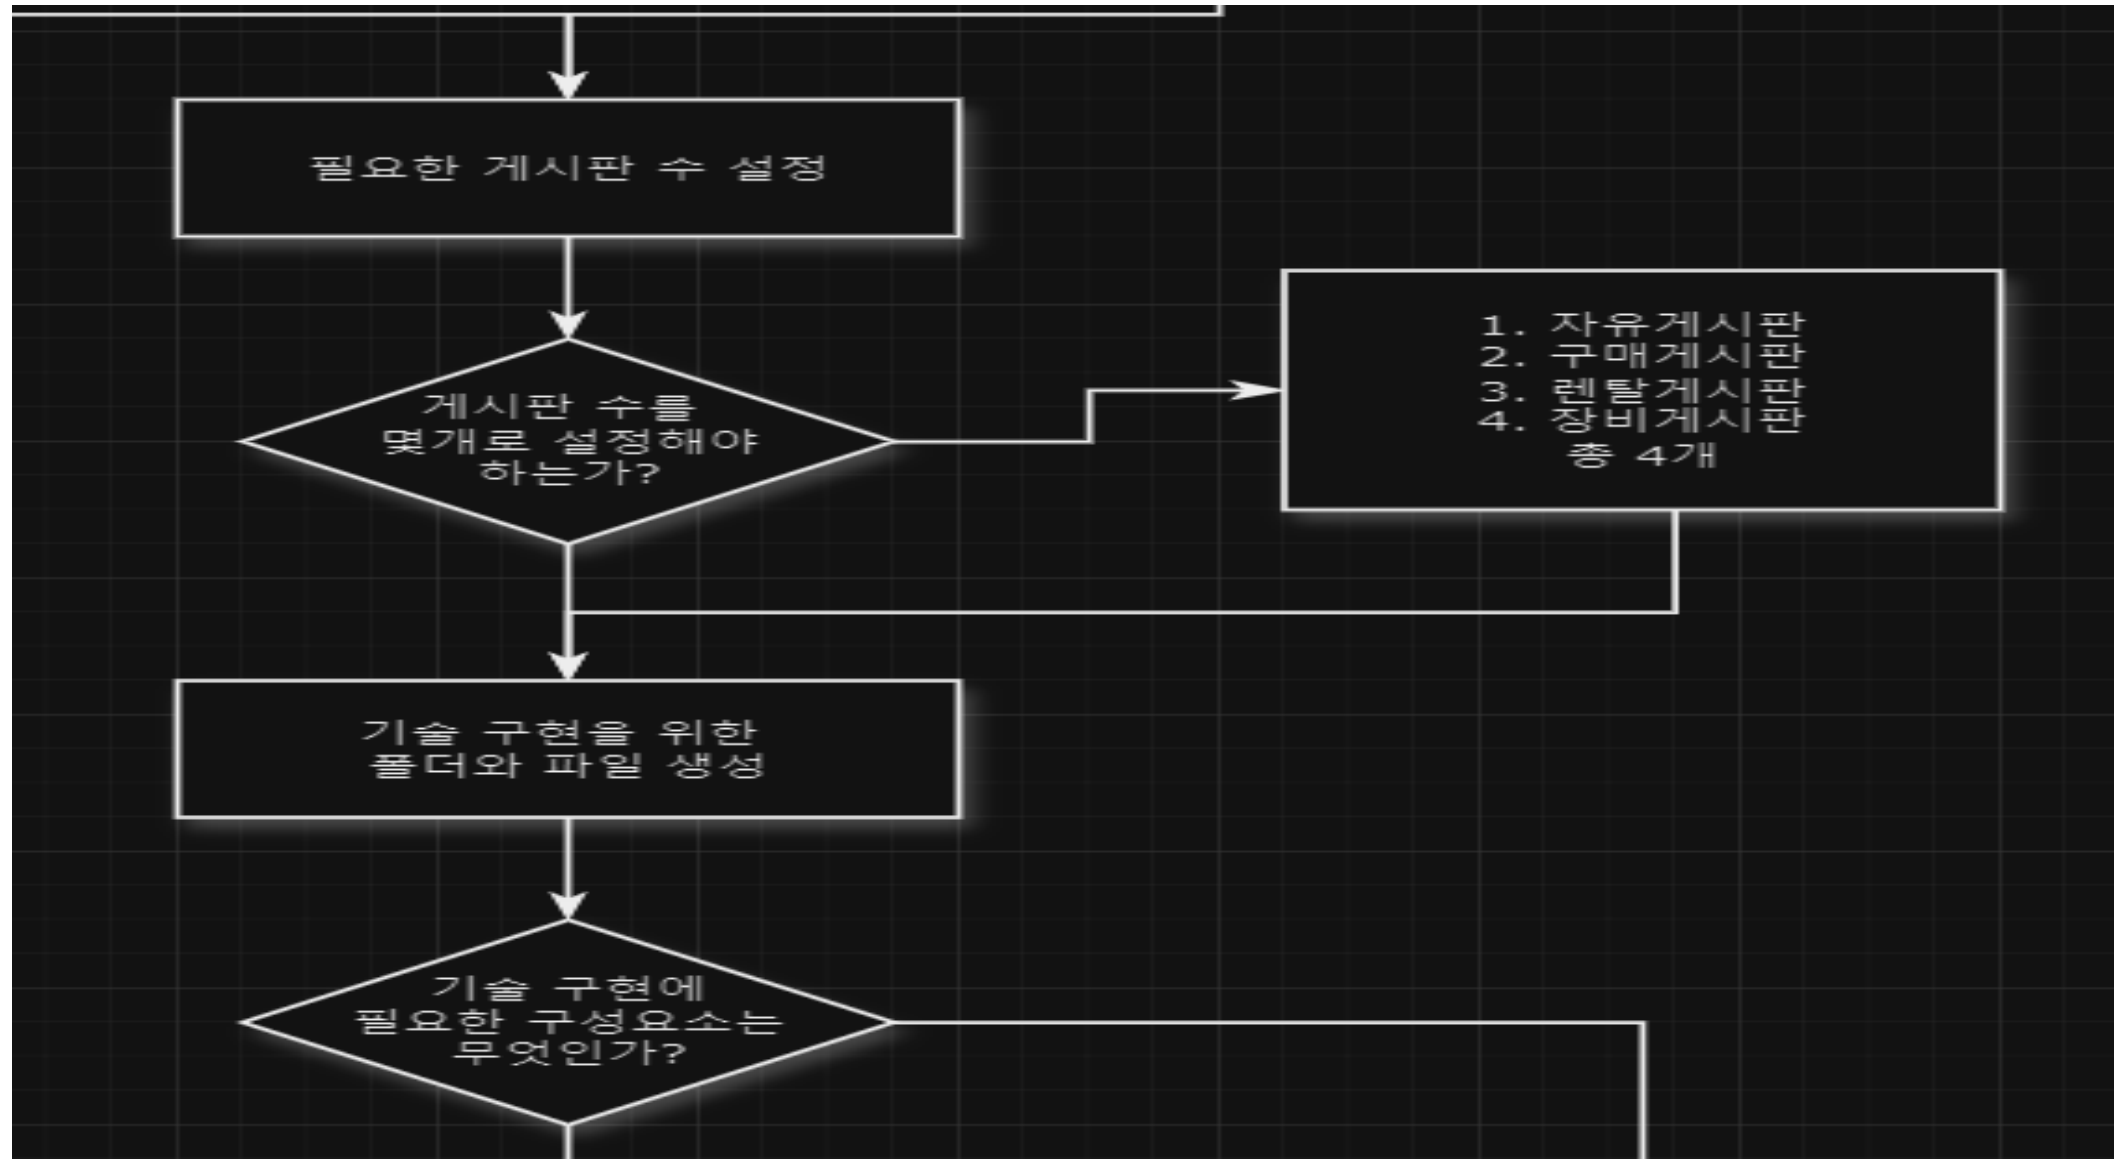 필요한 게시판 수 설정
게시판 수를
몇개로 설정해야
하는가?
1. 자유게시판
2. 구매게시판
3. 렌탈게시판
4. 장비게시판
총 4개
기술 구현을 위한
폴더와 파일 생성
기술 구현에
필요한 구성요소는
무엇인가?